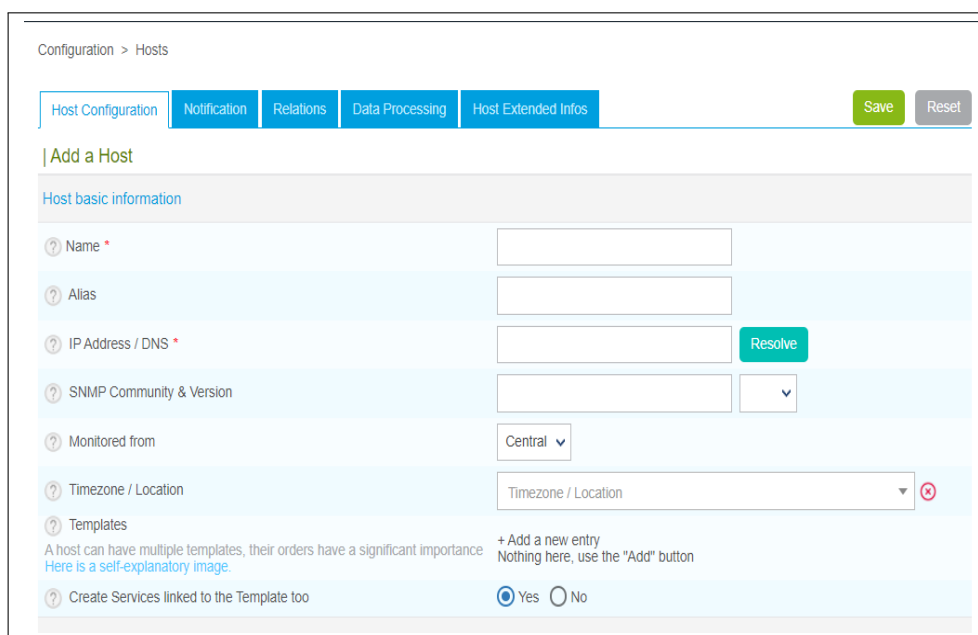 Configuration > Hosts
Host Configuration Notification Relations Data Processing Host Extended Infos Save Reset
| Add a Host
Host basic information
? Name *
? Alias
? IP Address / DNS * Resolve
? SNMP Community & Version
? Monitored from Central
? Timezone / Location Timezone / Location
? Templates
A host can have multiple templates, their orders have a significant importance + Add a new entry
Here is a self-explanatory image. Nothing here, use the "Add" button
? Create Services linked to the Template too Yes No